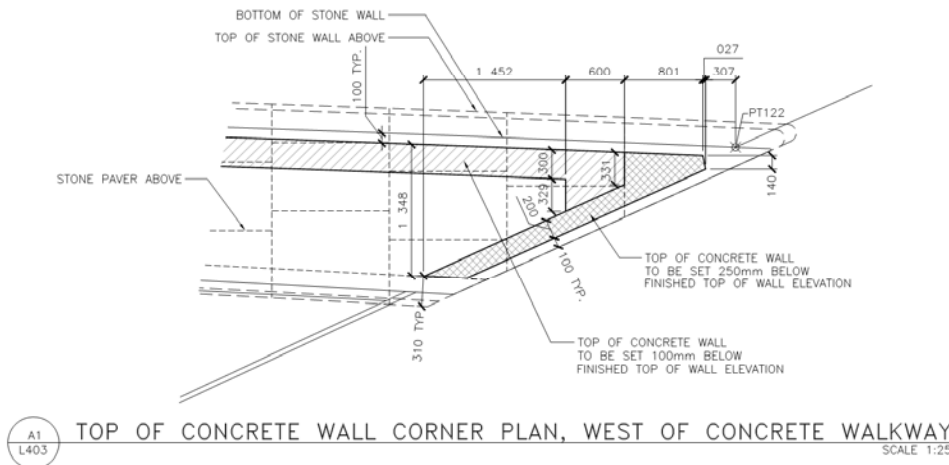 BOTTOM OF STONE WALL
TOP OF STONE WALL ABOVE
027
100 TYP.
1 452
600
801
307
PT122
STONE PAVER ABOVE
1 348
300
329
331
200
140
100 TYP.
310 TYP.
TOP OF CONCRETE WALL
TO BE SET 250mm BELOW
FINISHED TOP OF WALL ELEVATION
TOP OF CONCRETE WALL
TO BE SET 100mm BELOW
FINISHED TOP OF WALL ELEVATION
A1
L403
TOP OF CONCRETE WALL CORNER PLAN, WEST OF CONCRETE WALKWAY
SCALE 1:25